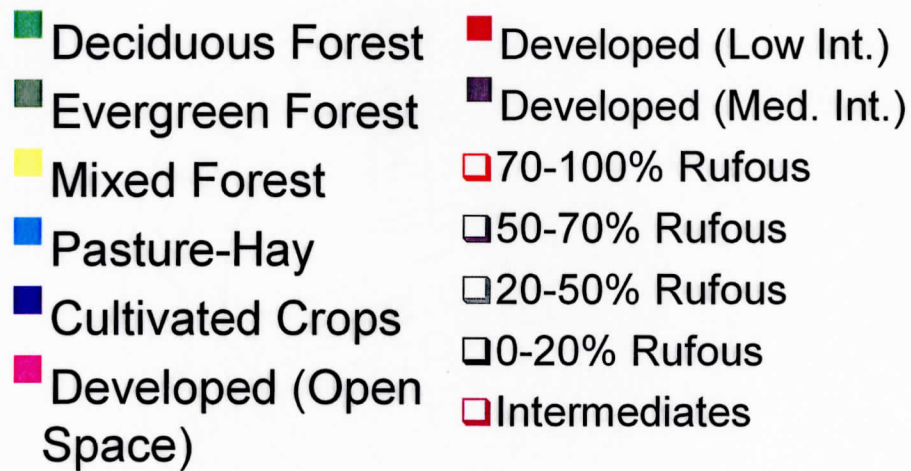 Deciduous Forest
Evergreen Forest
Mixed Forest
Pasture-Hay
Cultivated Crops
Developed (Open
Space)
Developed (Low Int.)
Developed (Med. Int.)
70-100% Rufous
50-70% Rufous
20-50% Rufous
0-20% Rufous
Intermediates